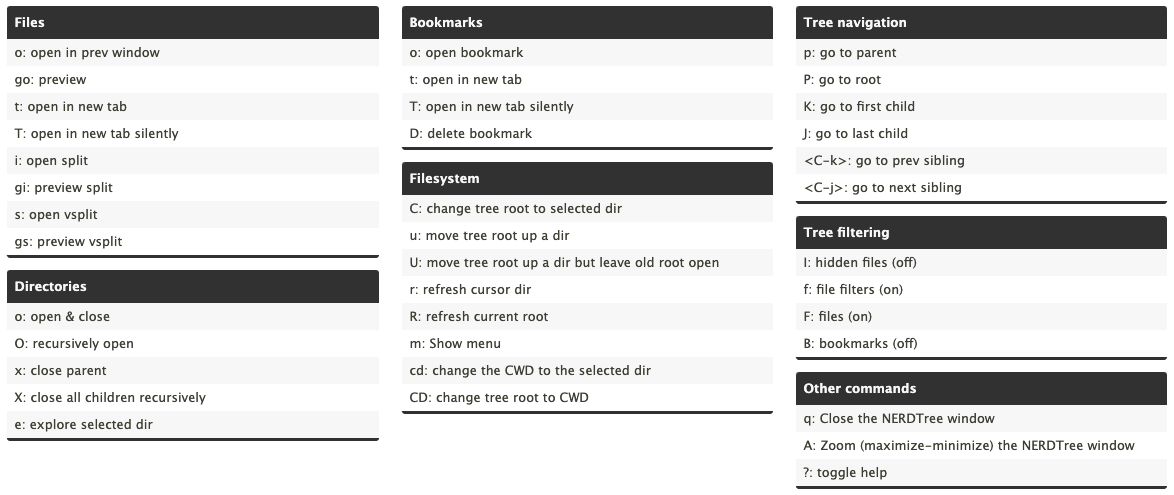 Files
o: open in prev window
go: preview
t: open in new tab
T: open in new tab silently
i: open split
gi: preview split
s: open vsplit
gs: preview vsplit
Directories
o: open & close
O: recursively open
x: close parent
X: close all children recursively
e: explore selected dir
Bookmarks
o: open bookmark
t: open in new tab
T: open in new tab silently
D: delete bookmark
Filesystem
C: change tree root to selected dir
u: move tree root up a dir
U: move tree root up a dir but leave old root open
r: refresh cursor dir
R: refresh current root
m: Show menu
cd: change the CWD to the selected dir
CD: change tree root to CWD
Tree navigation
p: go to parent
P: go to root
K: go to first child
J: go to last child
<C-k>: go to prev sibling
<C-j>: go to next sibling
Tree filtering
I: hidden files (off)
f: file filters (on)
F: files (on)
B: bookmarks (off)
Other commands
q: Close the NERDTree window
A: Zoom (maximize-minimize) the NERDTree window
?: toggle help